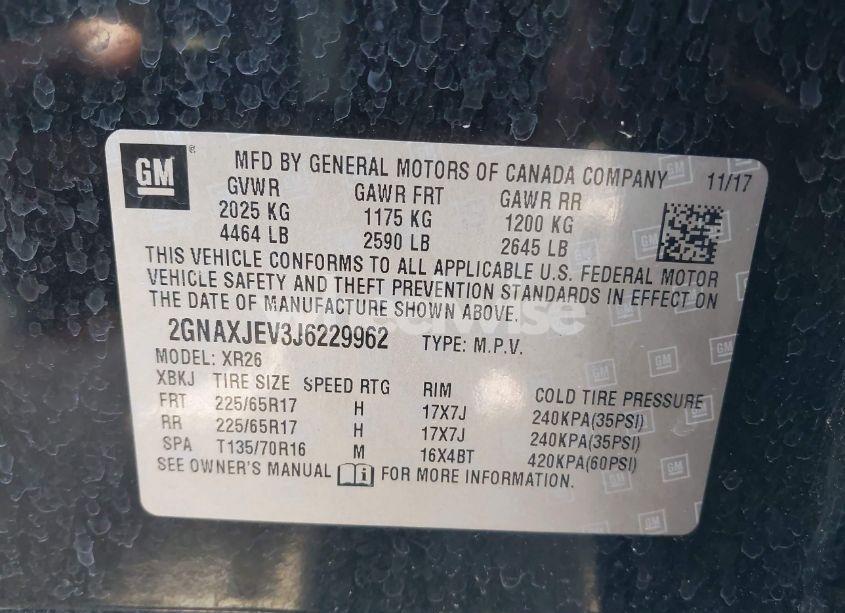 GM ® MFD BY GENERAL MOTORS OF CANADA COMPANY 11/17
GVWR GAWR FRT GAWR RR
2025 KG 1175 KG 1200 KG
4464 LB 2590 LB 2645 LB
THIS VEHICLE CONFORMS TO ALL APPLICABLE U.S. FEDERAL MOTOR
VEHICLE SAFETY AND THEFT PREVENTION STANDARDS IN EFFECT ON
THE DATE OF MANUFACTURE SHOWN ABOVE.
2GNAXJEV3J6229962 TYPE: M.P.V.
MODEL: XR26
XBKJ TIRE SIZE SPEED RTG RIM COLD TIRE PRESSURE
FRT 225/65R17 H 17X7J 240KPA(35PSI)
RR 225/65R17 H 17X7J 240KPA(35PSI)
SPA T135/70R16 M 16X4BT 420KPA(60PSI)
SEE OWNER'S MANUAL FOR MORE INFORMATION.